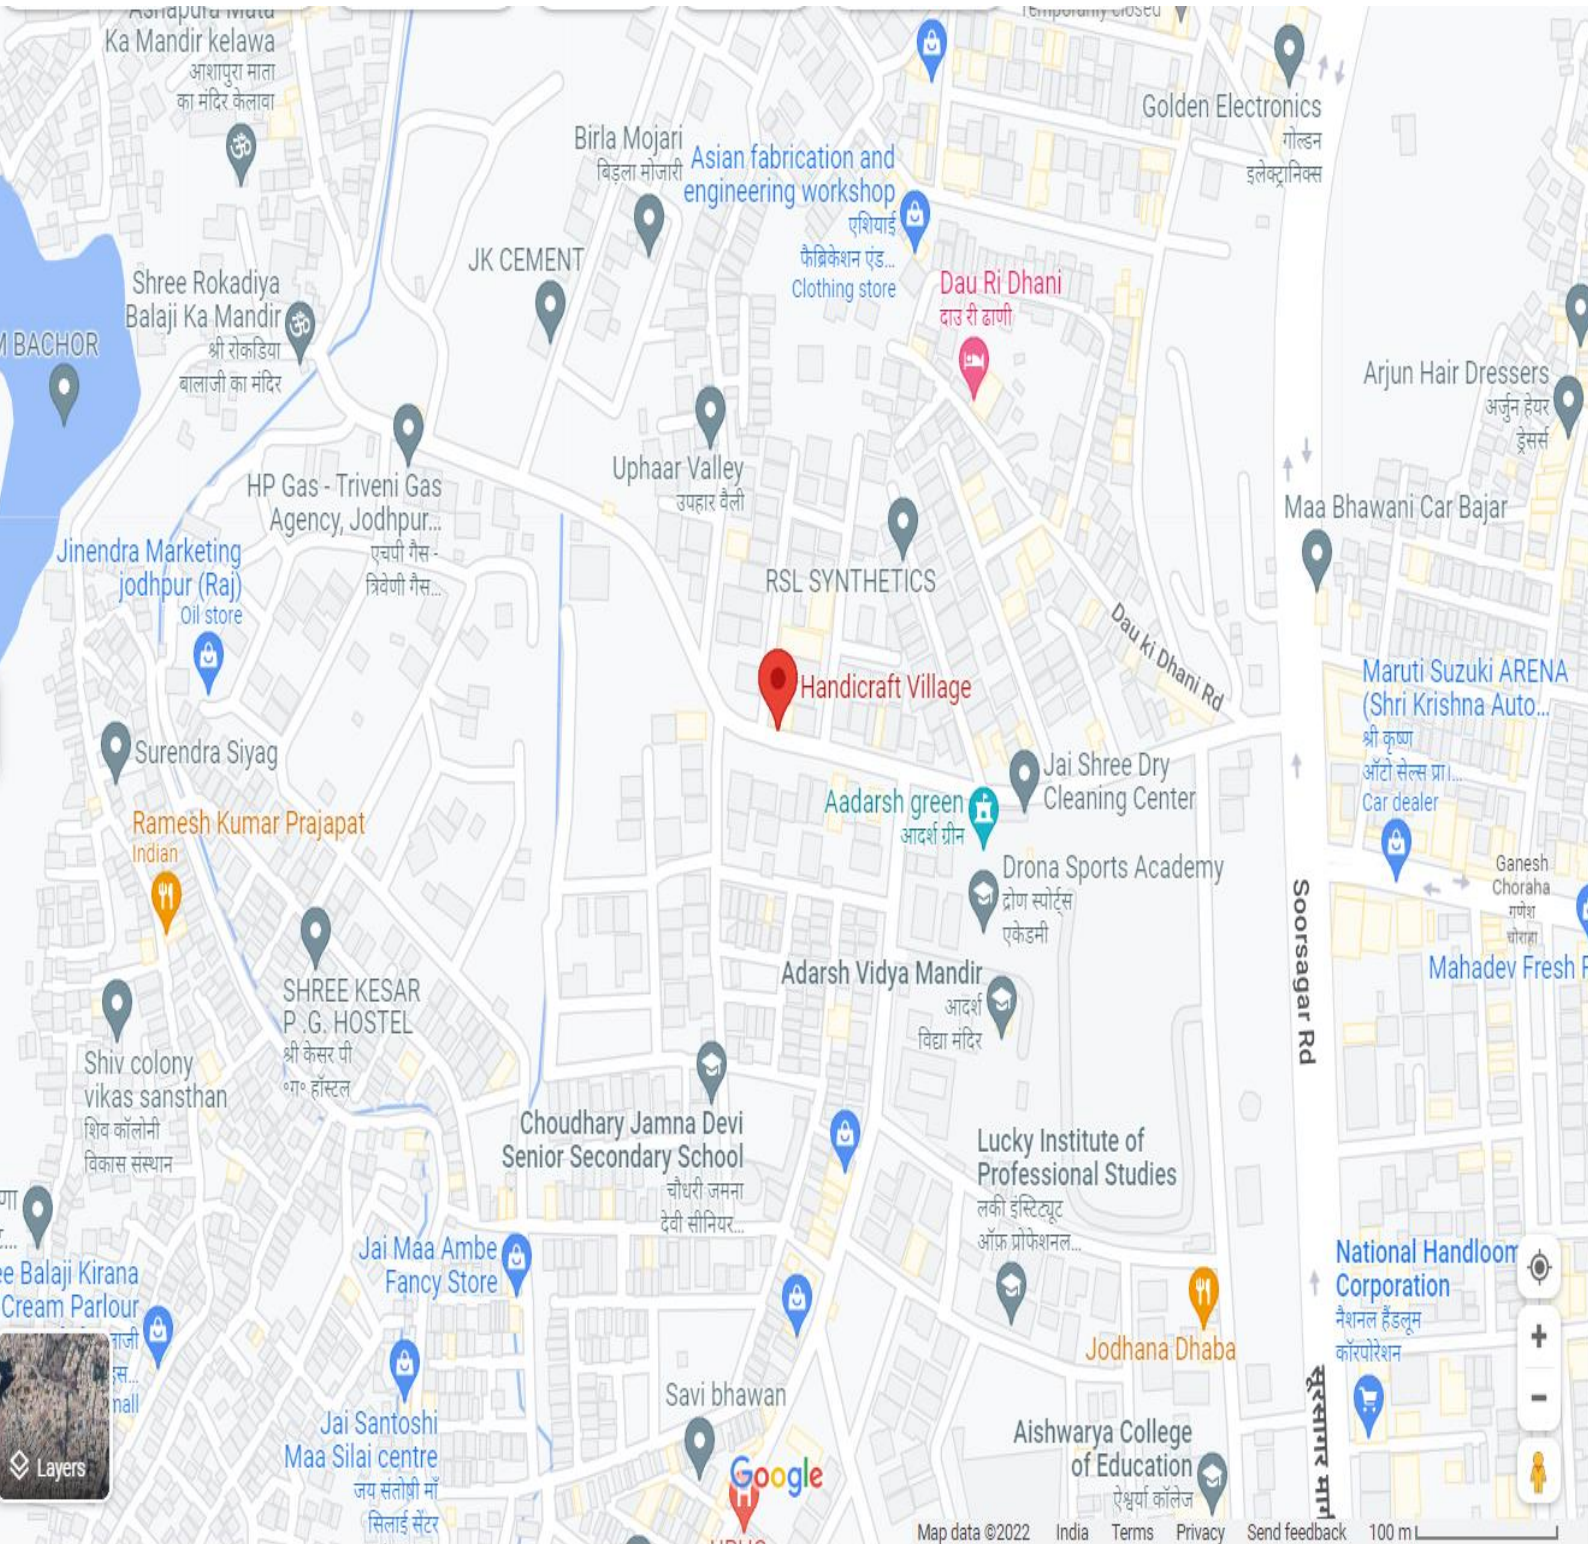 Ashapura Mata
Ka Mandir kelawa
आशापुरा माता
का मंदिर केलावा
Temporarily closed
Golden Electronics
गोल्डन
इलेक्ट्रानिक्स
Birla Mojari
बिड़ला मोजारी
Asian fabrication and
engineering workshop
एशियाई
फैब्रिकेशन एंड...
Clothing store
JK CEMENT
Shree Rokadiya
Balaji Ka Mandir
श्री रोकडिया
बालाजी का मंदिर
Dau Ri Dhani
दाउ री ढाणी
M BACHOR
Arjun Hair Dressers
अर्जुन हेयर
ड्रेसर्स
Uphaar Valley
उपहार वैली
HP Gas - Triveni Gas
Agency, Jodhpur...
एचपी गैस -
त्रिवेणी गैस...
Maa Bhawani Car Bajar
Jinendra Marketing
jodhpur (Raj)
Oil store
RSL SYNTHETICS
Dau ki Dhani Rd
Handicraft Village
Maruti Suzuki ARENA
(Shri Krishna Auto...
श्री कृष्ण
ऑटो सेल्स प्रा।...
Car dealer
Surendra Siyag
Jai Shree Dry
Cleaning Center
Aadarsh green
आदर्श ग्रीन
Ramesh Kumar Prajapat
Indian
Drona Sports Academy
द्रोण स्पोर्ट्स
एकेडमी
Ganesh
Choraha
गणेश
चोराहा
Soorsagar Rd
Mahadev Fresh F
Adarsh Vidya Mandir
आदर्श
विद्या मंदिर
SHREE KESAR
P .G. HOSTEL
श्री केसर पी
०ग० हॉस्टल
Shiv colony
vikas sansthan
शिव कॉलोनी
विकास संस्थान
Choudhary Jamna Devi
Senior Secondary School
चौधरी जमना
देवी सीनियर...
Lucky Institute of
Professional Studies
लकी इंस्टिट्यूट
ऑफ़ प्रोफेशनल...
Jai Maa Ambe
Fancy Store
National Handloom
Corporation
नैशनल हैंडलूम
कॉरपोरेशन
ee Balaji Kirana
Cream Parlour
Jodhana Dhaba
सूरसागर मार्ग
Savi bhawan
Jai Santoshi
Maa Silai centre
जय संतोषी माँ
सिलाई सेंटर
Aishwarya College
of Education
ऐश्वर्या कॉलेज
Layers
Google
Map data ©2022 India Terms Privacy Send feedback 100 m